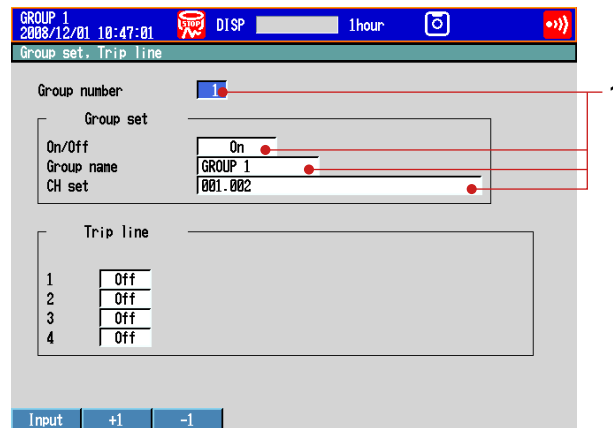 GROUP 1
2008/12/01 10:47:01 STOP DISP 1hour
Group set, Trip line
Group number 1
Group set
On/Off On
Group name GROUP 1
CH set 001.002
Trip line
1 Off
2 Off
3 Off
4 Off
Input +1 -1